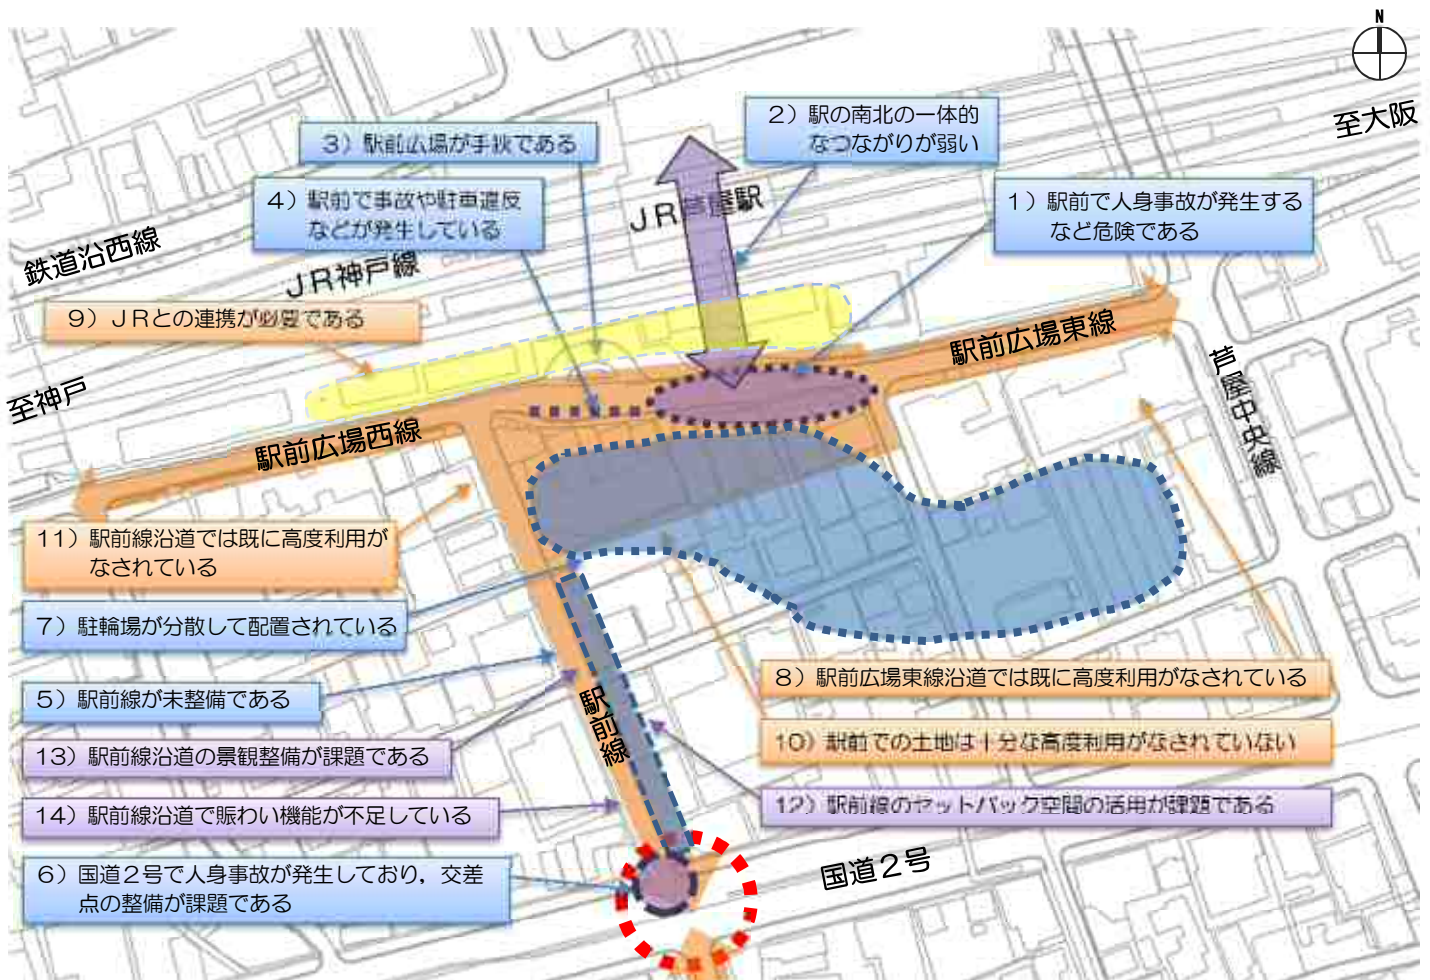 N
至大阪
2）駅の南北の一体的
なつながりが弱い
3）駅前広場が手狭である
4）駅前で事故や駐車違反
などが発生している
1）駅前で人身事故が発生する
など危険である
JR芦屋駅
鉄道沿西線
JR神戸線
9）JRとの連携が必要である
駅前広場東線
芦屋中央線
至神戸
駅前広場西線
11）駅前線沿道では既に高度利用が
なされている
7）駐輪場が分散して配置されている
8）駅前広場東線沿道では既に高度利用がなされている
5）駅前線が未整備である
駅前線
10）駅前での土地は十分な高度利用がなされていない
13）駅前線沿道の景観整備が課題である
12）駅前線のセットバック空間の活用が課題である
14）駅前線沿道で賑わい機能が不足している
6）国道2号で人身事故が発生しており，交差
点の整備が課題である
国道2号